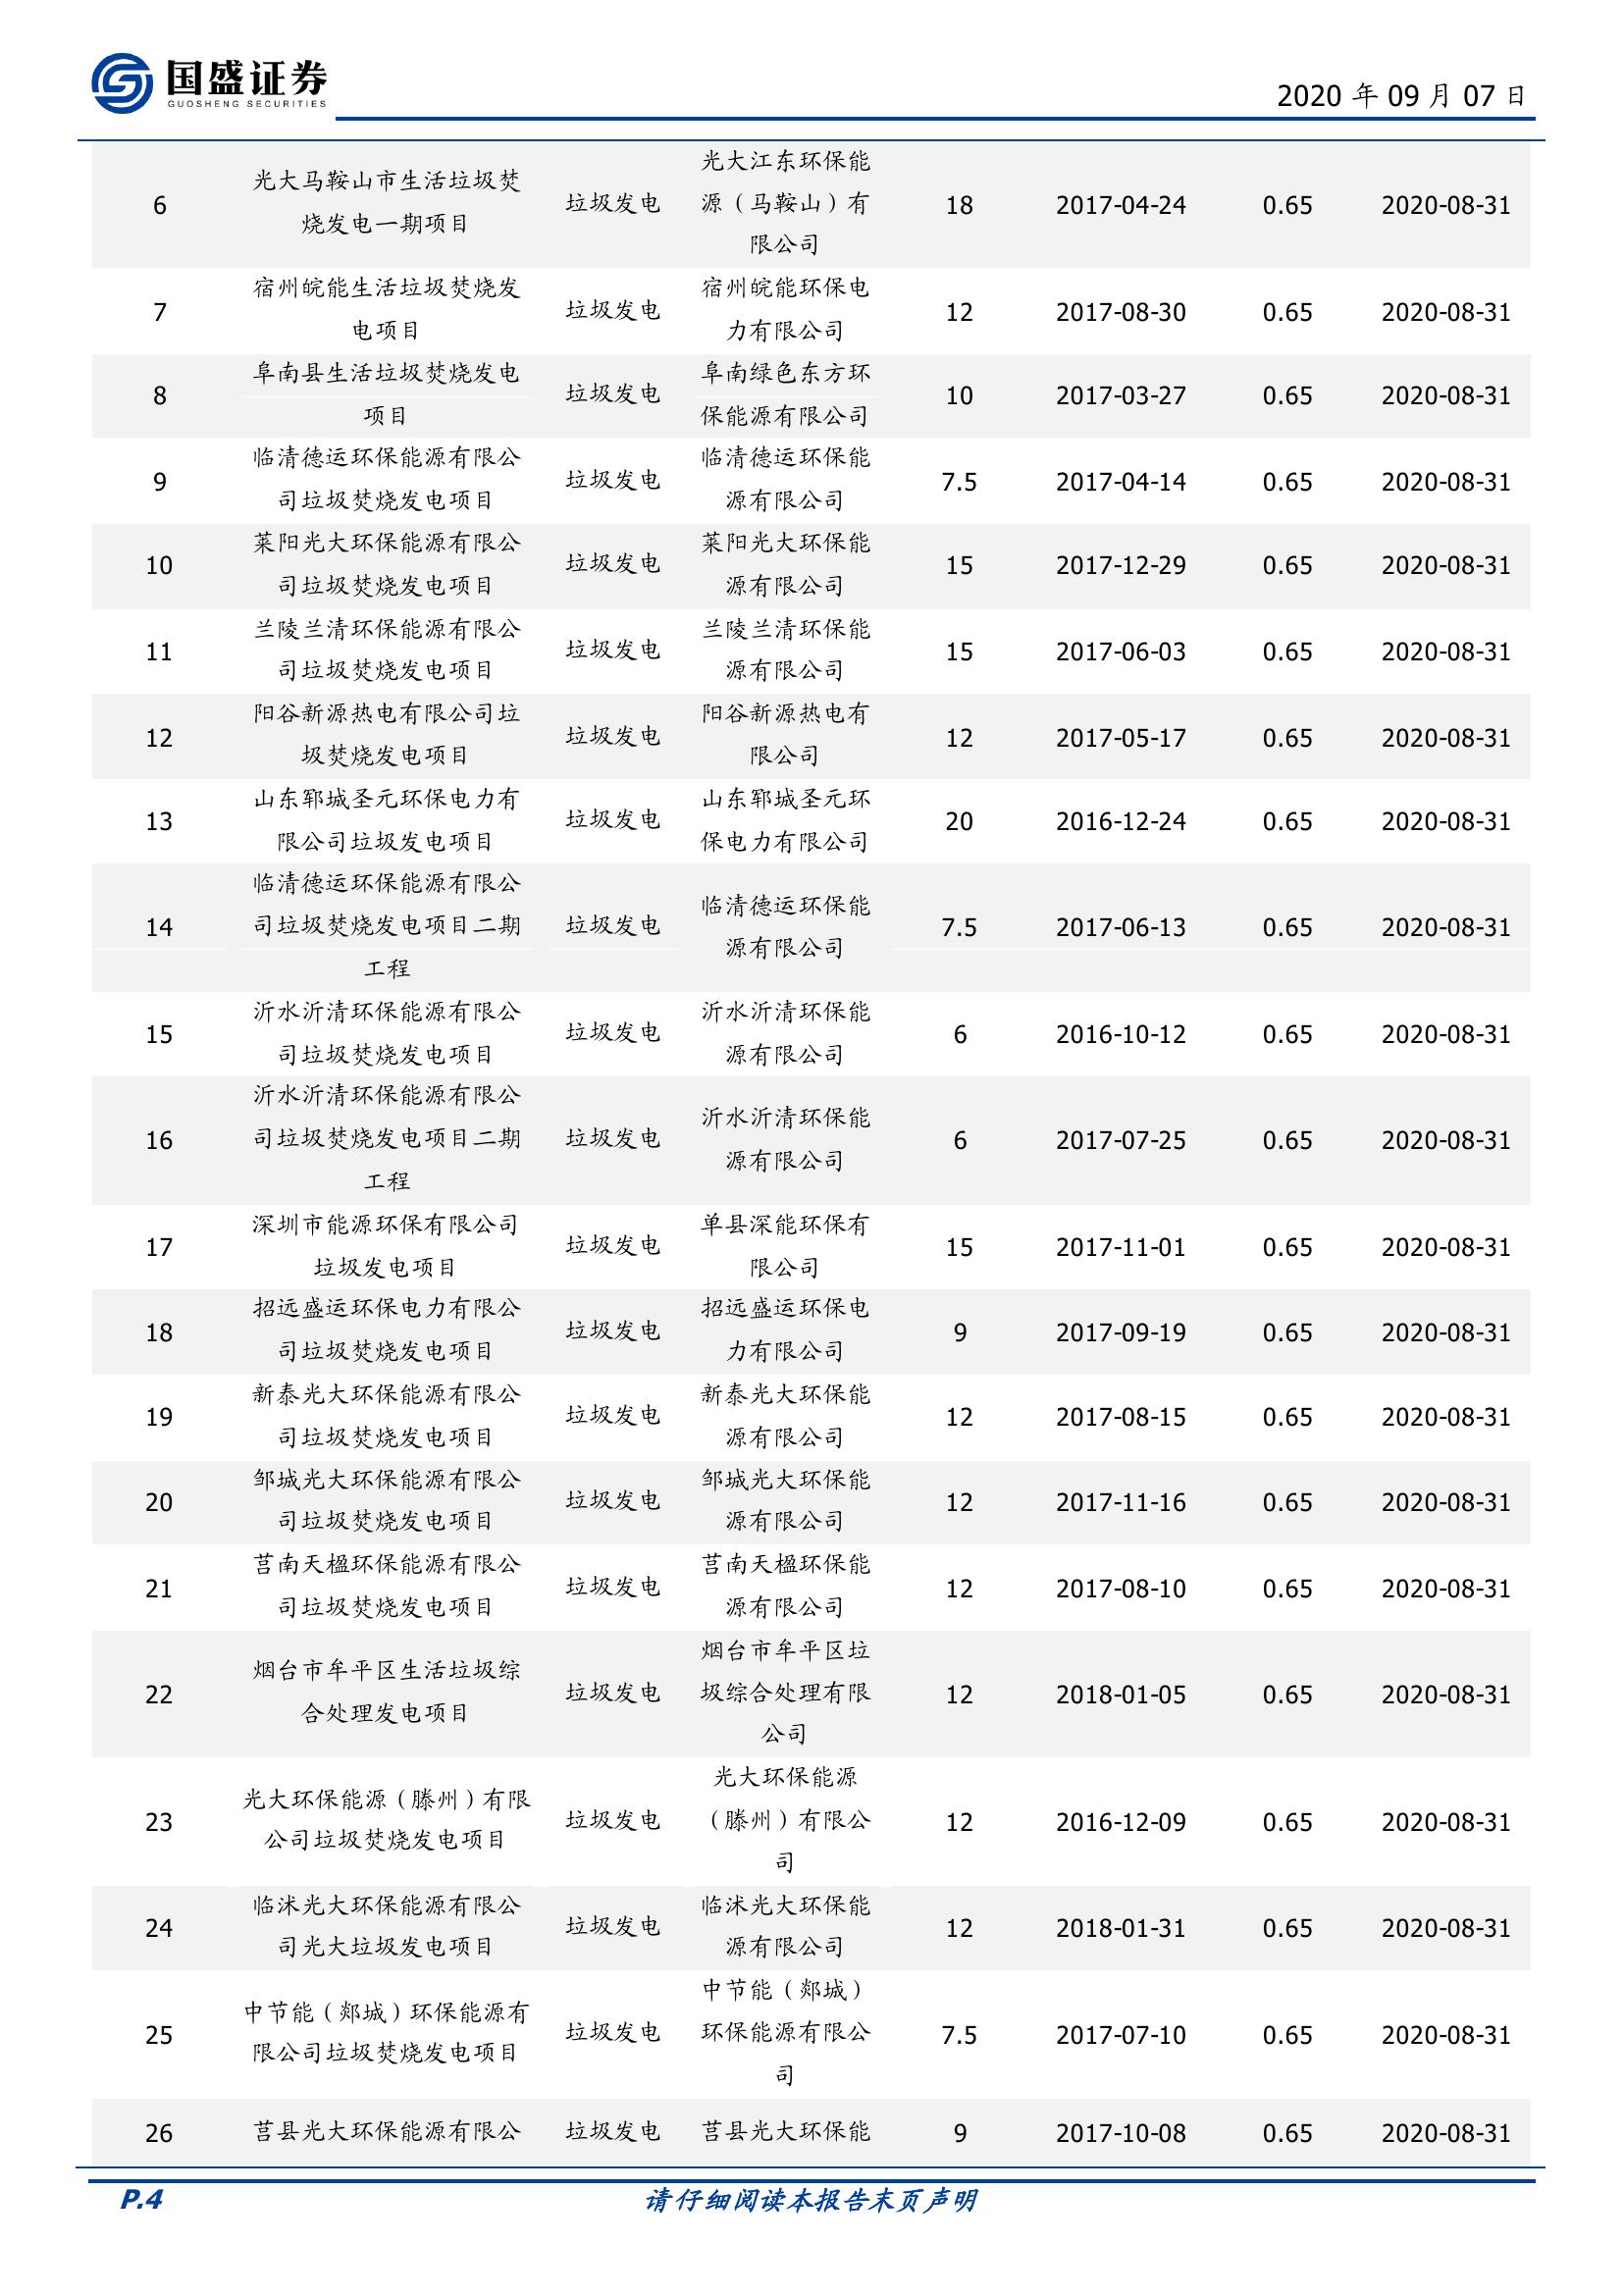 国盛证券
GUOSHENG SECURITIES
2020 年 09 月 07 日
6 光大马鞍山市生活垃圾焚烧发电一期项目 垃圾发电 光大江东环保能源（马鞍山）有限公司 18 2017-04-24 0.65 2020-08-31
7 宿州皖能生活垃圾焚烧发电项目 垃圾发电 宿州皖能环保电力有限公司 12 2017-08-30 0.65 2020-08-31
8 阜南县生活垃圾焚烧发电项目 垃圾发电 阜南绿色东方环保能源有限公司 10 2017-03-27 0.65 2020-08-31
9 临清德运环保能源有限公司垃圾焚烧发电项目 垃圾发电 临清德运环保能源有限公司 7.5 2017-04-14 0.65 2020-08-31
10 莱阳光大环保能源有限公司垃圾焚烧发电项目 垃圾发电 莱阳光大环保能源有限公司 15 2017-12-29 0.65 2020-08-31
11 兰陵兰清环保能源有限公司垃圾焚烧发电项目 垃圾发电 兰陵兰清环保能源有限公司 15 2017-06-03 0.65 2020-08-31
12 阳谷新源热电有限公司垃圾焚烧发电项目 垃圾发电 阳谷新源热电有限公司 12 2017-05-17 0.65 2020-08-31
13 山东郓城圣元环保电力有限公司垃圾发电项目 垃圾发电 山东郓城圣元环保电力有限公司 20 2016-12-24 0.65 2020-08-31
14 临清德运环保能源有限公司垃圾焚烧发电项目二期工程 垃圾发电 临清德运环保能源有限公司 7.5 2017-06-13 0.65 2020-08-31
15 沂水沂清环保能源有限公司垃圾焚烧发电项目 垃圾发电 沂水沂清环保能源有限公司 6 2016-10-12 0.65 2020-08-31
16 沂水沂清环保能源有限公司垃圾焚烧发电项目二期工程 垃圾发电 沂水沂清环保能源有限公司 6 2017-07-25 0.65 2020-08-31
17 深圳市能源环保有限公司垃圾发电项目 垃圾发电 单县深能环保有限公司 15 2017-11-01 0.65 2020-08-31
18 招远盛运环保电力有限公司垃圾焚烧发电项目 垃圾发电 招远盛运环保电力有限公司 9 2017-09-19 0.65 2020-08-31
19 新泰光大环保能源有限公司垃圾焚烧发电项目 垃圾发电 新泰光大环保能源有限公司 12 2017-08-15 0.65 2020-08-31
20 邹城光大环保能源有限公司垃圾焚烧发电项目 垃圾发电 邹城光大环保能源有限公司 12 2017-11-16 0.65 2020-08-31
21 莒南天楹环保能源有限公司垃圾焚烧发电项目 垃圾发电 莒南天楹环保能源有限公司 12 2017-08-10 0.65 2020-08-31
22 烟台市牟平区生活垃圾综合处理发电项目 垃圾发电 烟台市牟平区垃圾综合处理有限公司 12 2018-01-05 0.65 2020-08-31
23 光大环保能源（滕州）有限公司垃圾焚烧发电项目 垃圾发电 光大环保能源（滕州）有限公司 12 2016-12-09 0.65 2020-08-31
24 临沭光大环保能源有限公司光大垃圾发电项目 垃圾发电 临沭光大环保能源有限公司 12 2018-01-31 0.65 2020-08-31
25 中节能（郯城）环保能源有限公司垃圾焚烧发电项目 垃圾发电 中节能（郯城）环保能源有限公司 7.5 2017-07-10 0.65 2020-08-31
26 莒县光大环保能源有限公 垃圾发电 莒县光大环保能 9 2017-10-08 0.65 2020-08-31
P.4 请仔细阅读本报告末页声明